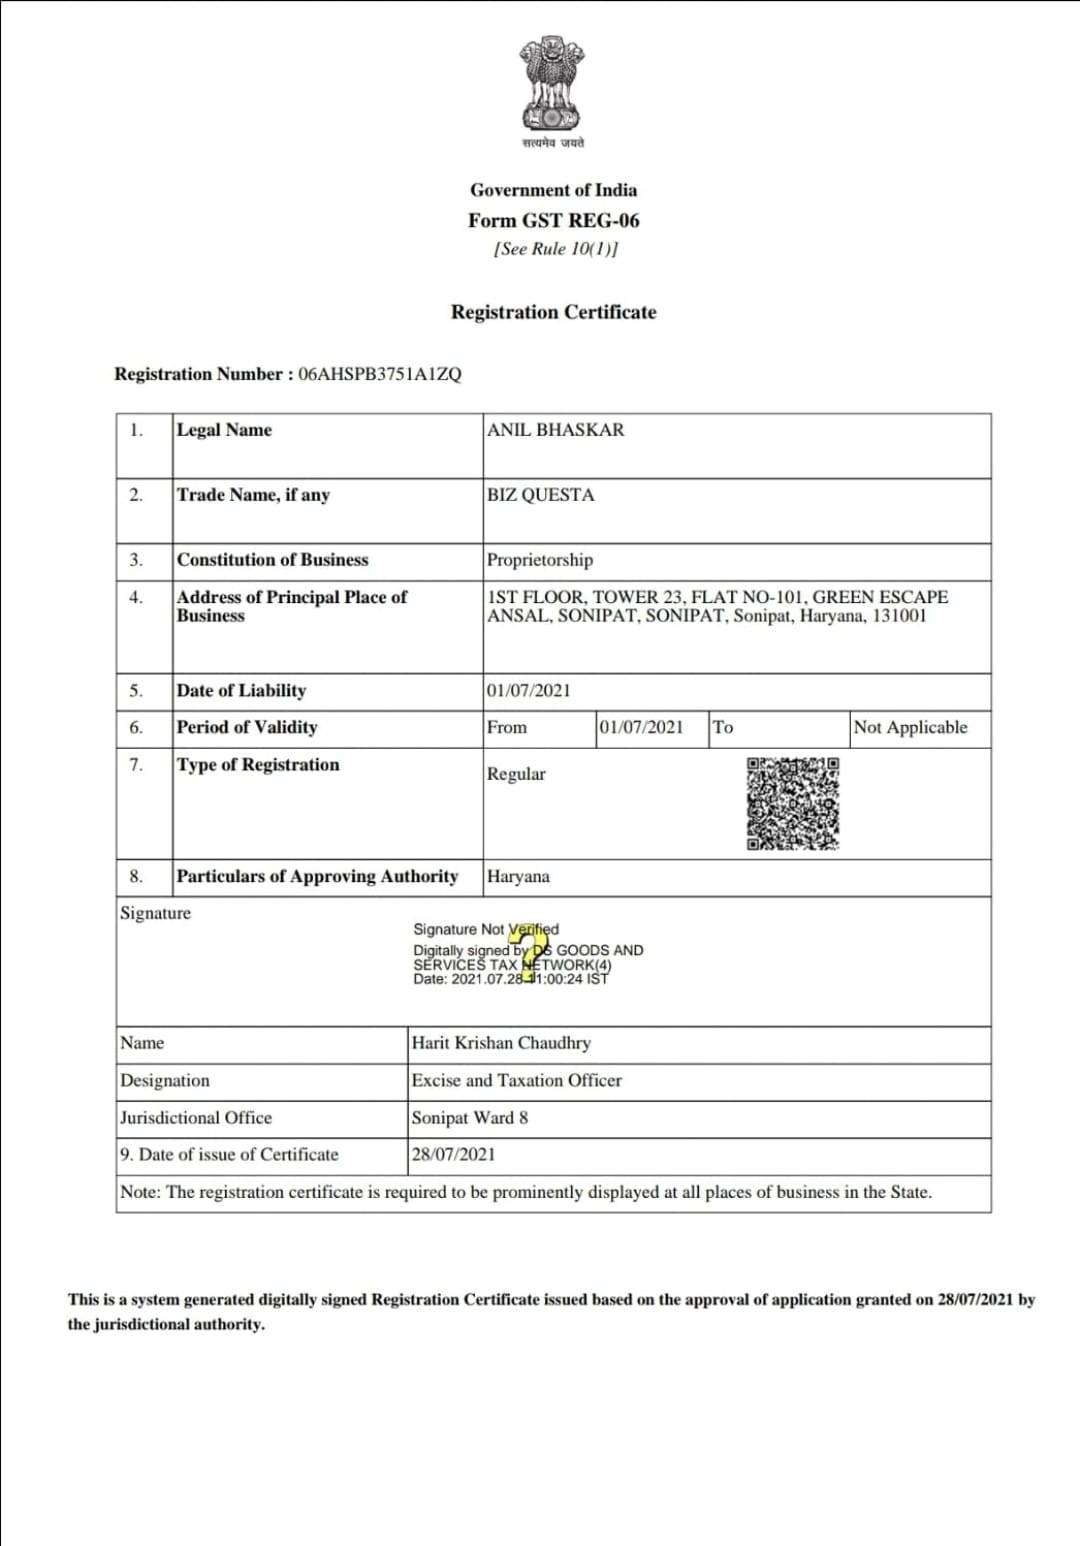 सत्यमेव जयते
Government of India
Form GST REG-06
[See Rule 10(1)]
Registration Certificate
Registration Number : 06AHSPB3751A1ZQ
1. Legal Name ANIL BHASKAR
2. Trade Name, if any BIZ QUESTA
3. Constitution of Business Proprietorship
4. Address of Principal Place of Business 1ST FLOOR, TOWER 23, FLAT NO-101, GREEN ESCAPE
ANSAL, SONIPAT, SONIPAT, Sonipat, Haryana, 131001
5. Date of Liability 01/07/2021
6. Period of Validity From 01/07/2021 To Not Applicable
7. Type of Registration Regular
8. Particulars of Approving Authority Haryana
Signature
Signature Not Verified
Digitally signed by DS GOODS AND
SERVICES TAX NETWORK(4)
Date: 2021.07.28 11:00:24 IST
Name Harit Krishan Chaudhry
Designation Excise and Taxation Officer
Jurisdictional Office Sonipat Ward 8
9. Date of issue of Certificate 28/07/2021
Note: The registration certificate is required to be prominently displayed at all places of business in the State.
This is a system generated digitally signed Registration Certificate issued based on the approval of application granted on 28/07/2021 by
the jurisdictional authority.